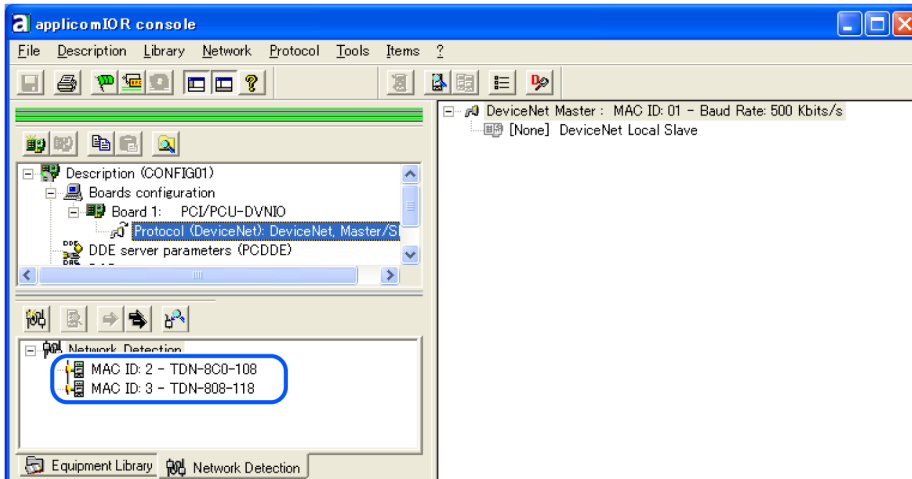 applicomIOR console
File Description Library Network Protocol Tools Items ?
Description (CONFIG01)
Boards configuration
Board 1: PCI/PCU-DVNIO
Protocol (DeviceNet): DeviceNet, Master/S
DDE server parameters (PCDDE)
Network Detection
MAC ID: 2 - TDN-8C0-108
MAC ID: 3 - TDN-808-118
Equipment Library Network Detection
DeviceNet Master : MAC ID: 01 - Baud Rate: 500 Kbits/s
[None] DeviceNet Local Slave